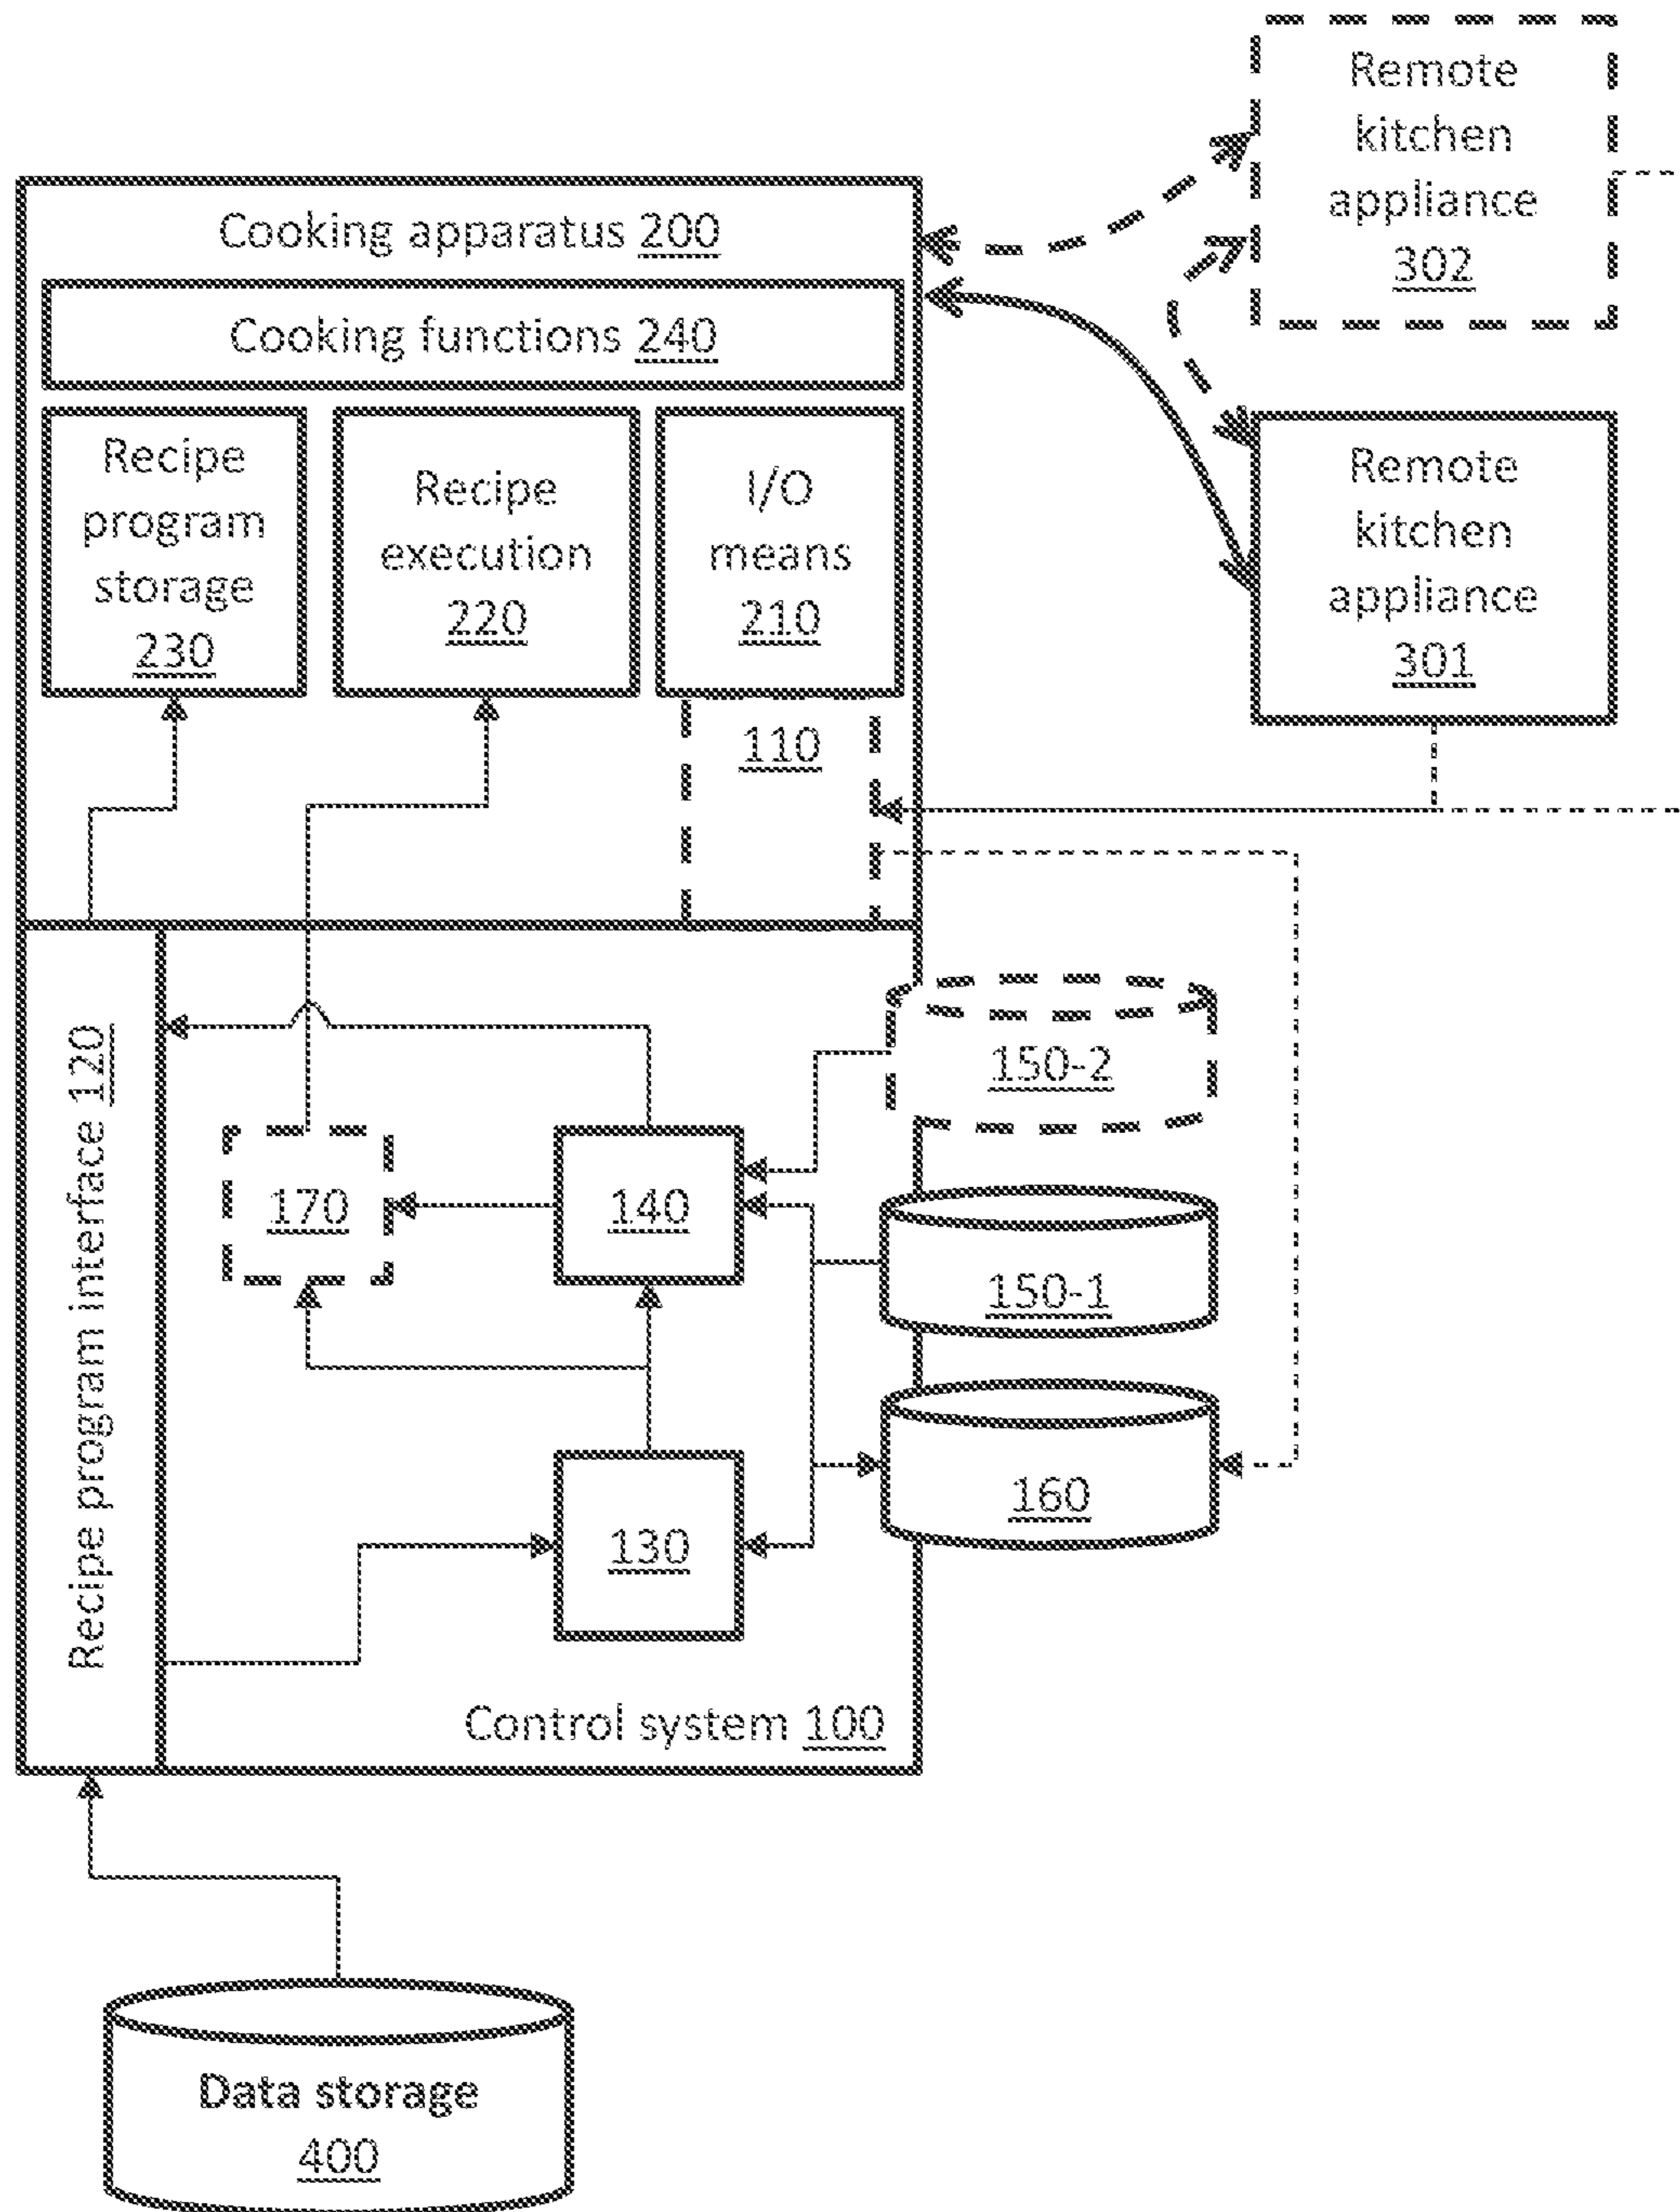 Remote
kitchen
appliance
302
Cooking apparatus 200
Cooking functions 240
Recipe
program
storage
230
Recipe
execution
220
I/O
means
210
Remote
kitchen
appliance
301
110
Recipe program interface 120
150-2
170
140
150-1
160
130
Control system 100
Data storage
400